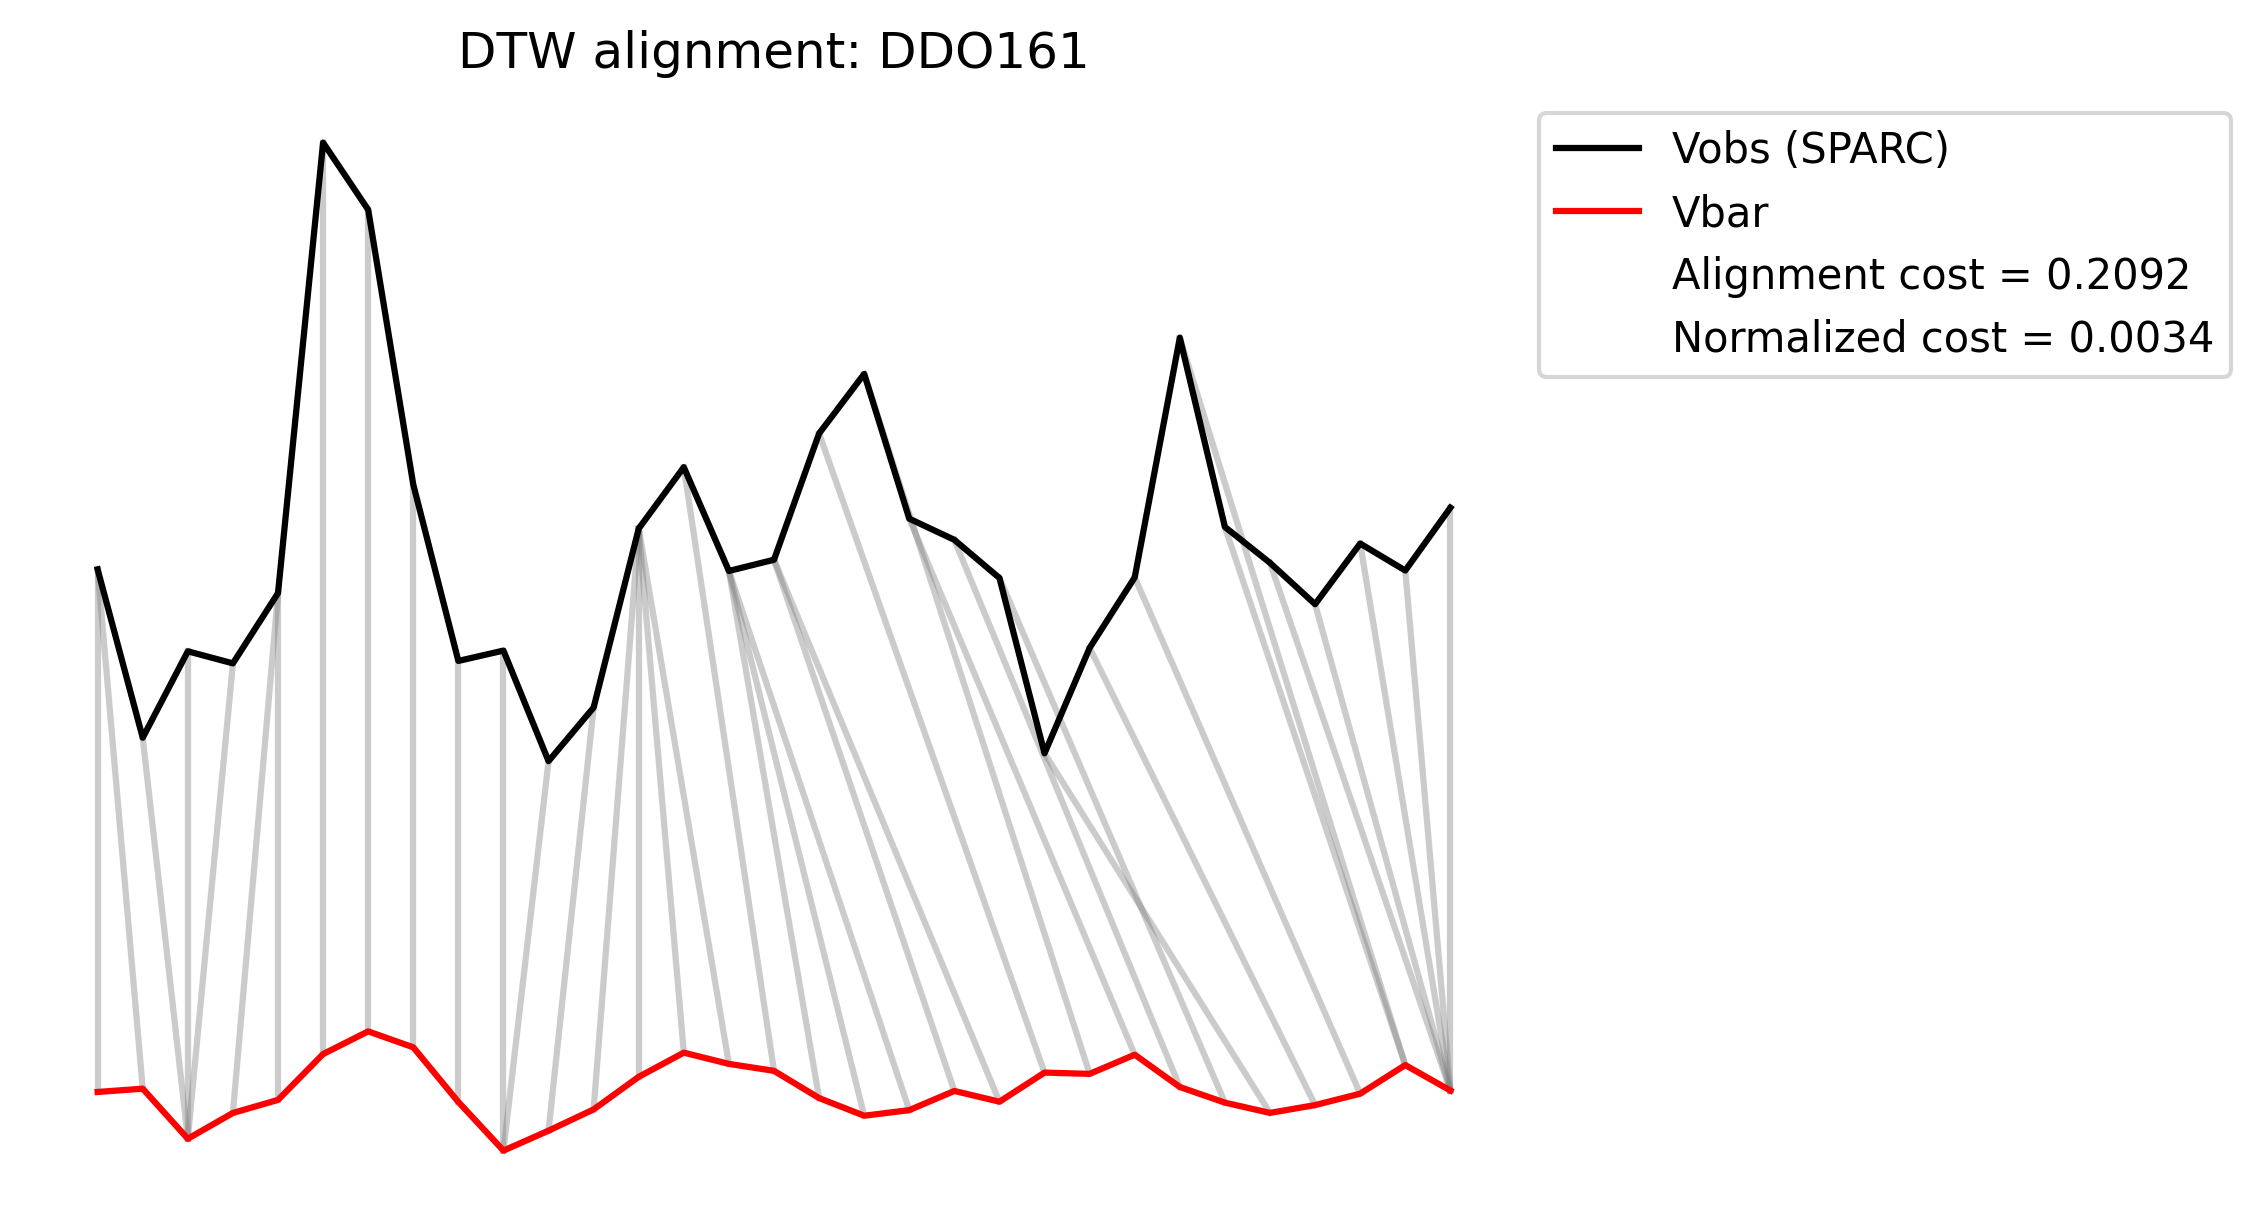 DTW alignment: DDO161
Vobs (SPARC)
Vbar
Alignment cost = 0.2092
Normalized cost = 0.0034